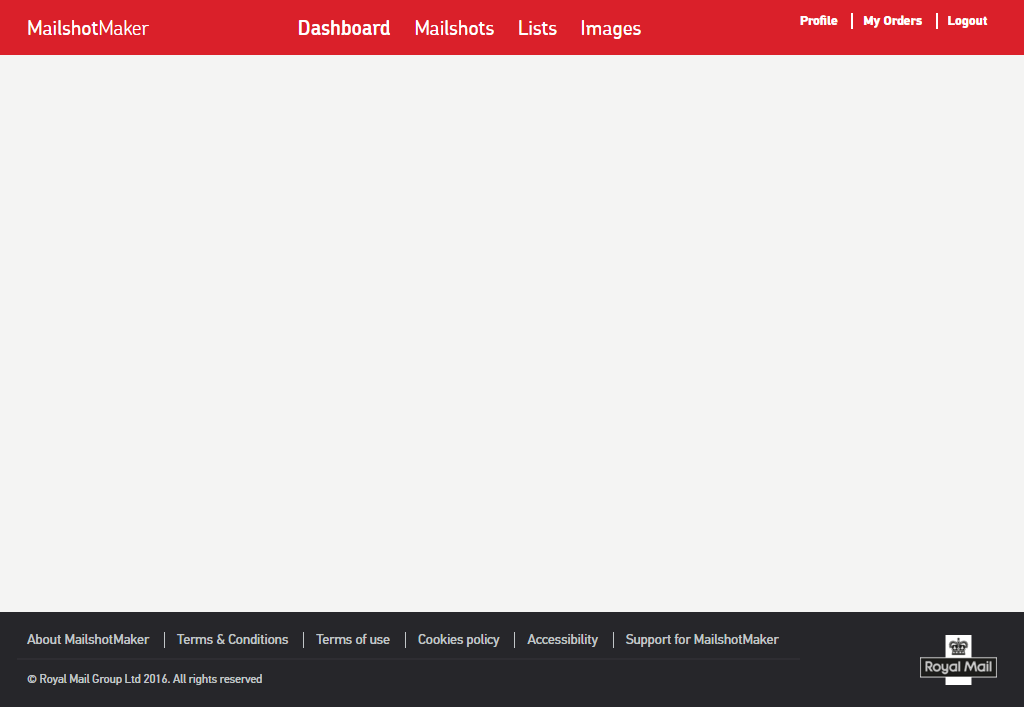 MailshotMaker Dashboard Mailshots Lists Images Profile My Orders Logout
About MailshotMaker Terms & Conditions Terms of use Cookies policy Accessibility Support for MailshotMaker
Royal Mail
© Royal Mail Group Ltd 2016. All rights reserved